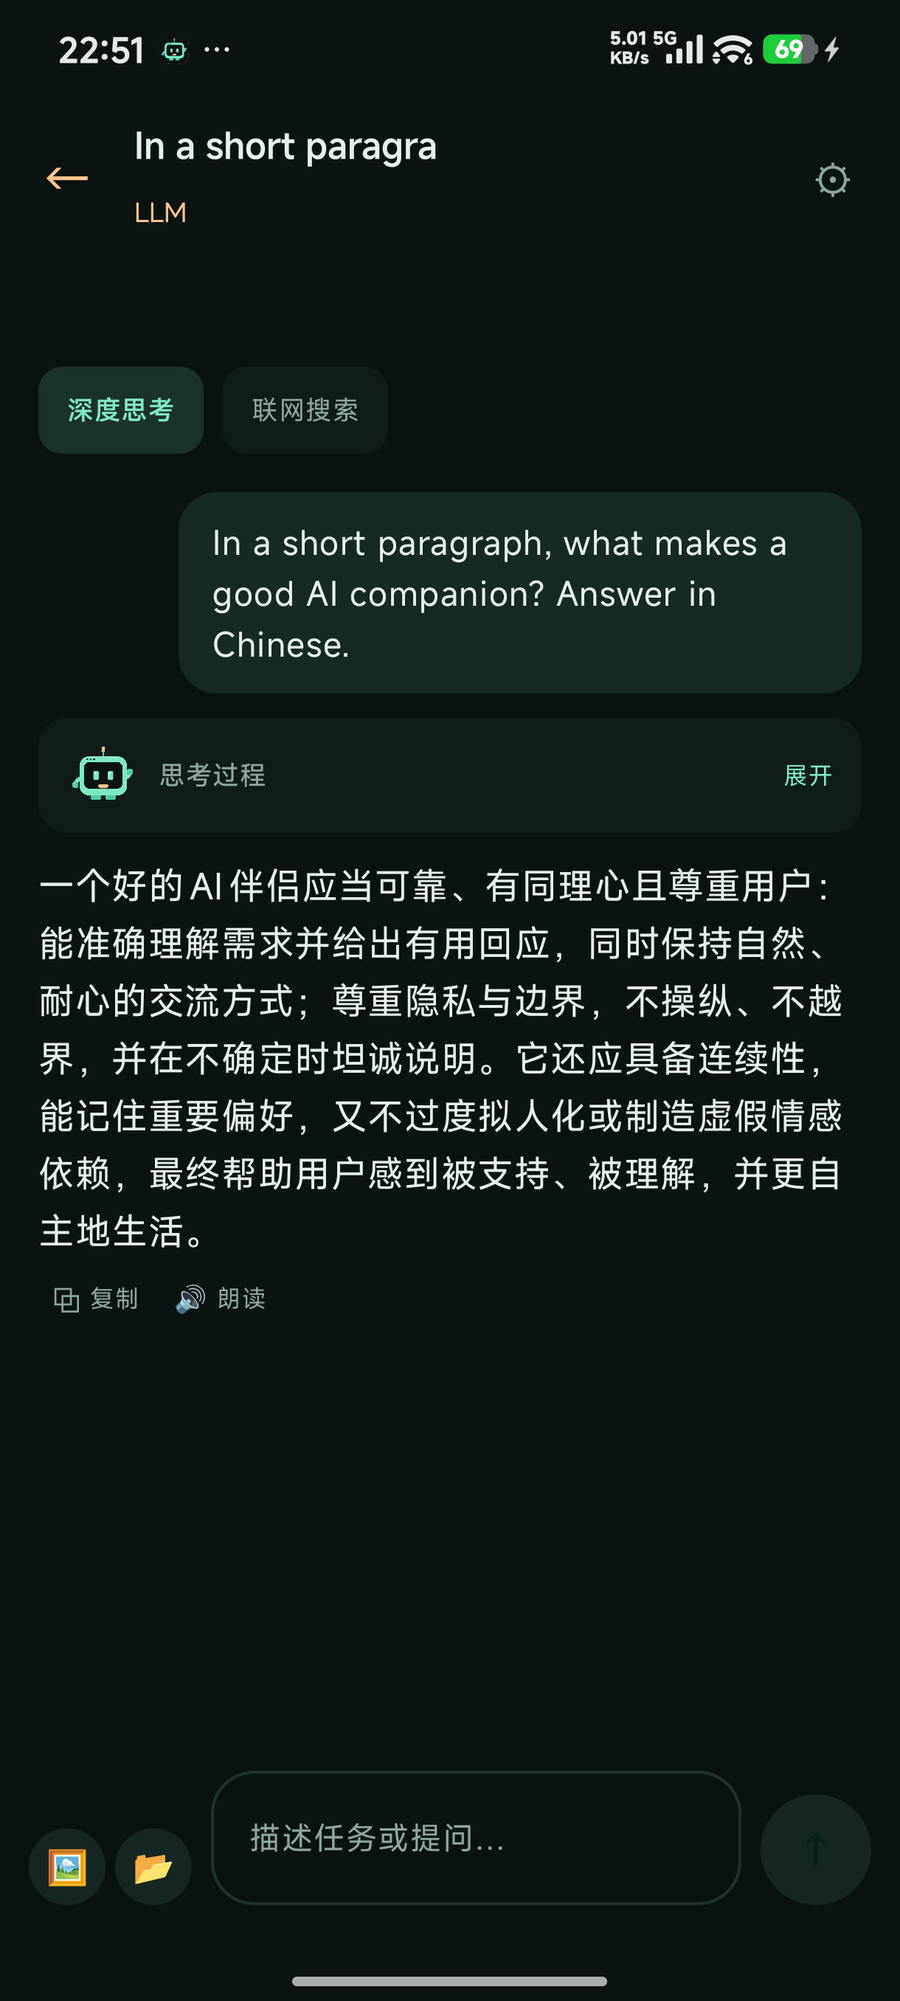 22:51 ...
5.01 5G
KB/s
6
69
In a short paragra
LLM
深度思考
联网搜索
In a short paragraph, what makes a
good AI companion? Answer in
Chinese.
思考过程
展开
一个好的AI伴侣应当可靠、有同理心且尊重用户：
能准确理解需求并给出有用回应，同时保持自然、
耐心的交流方式；尊重隐私与边界，不操纵、不越
界，并在不确定时坦诚说明。它还应具备连续性，
能记住重要偏好，又不过度拟人化或制造虚假情感
依赖，最终帮助用户感到被支持、被理解，并更自
主地生活。
复制
朗读
描述任务或提问...